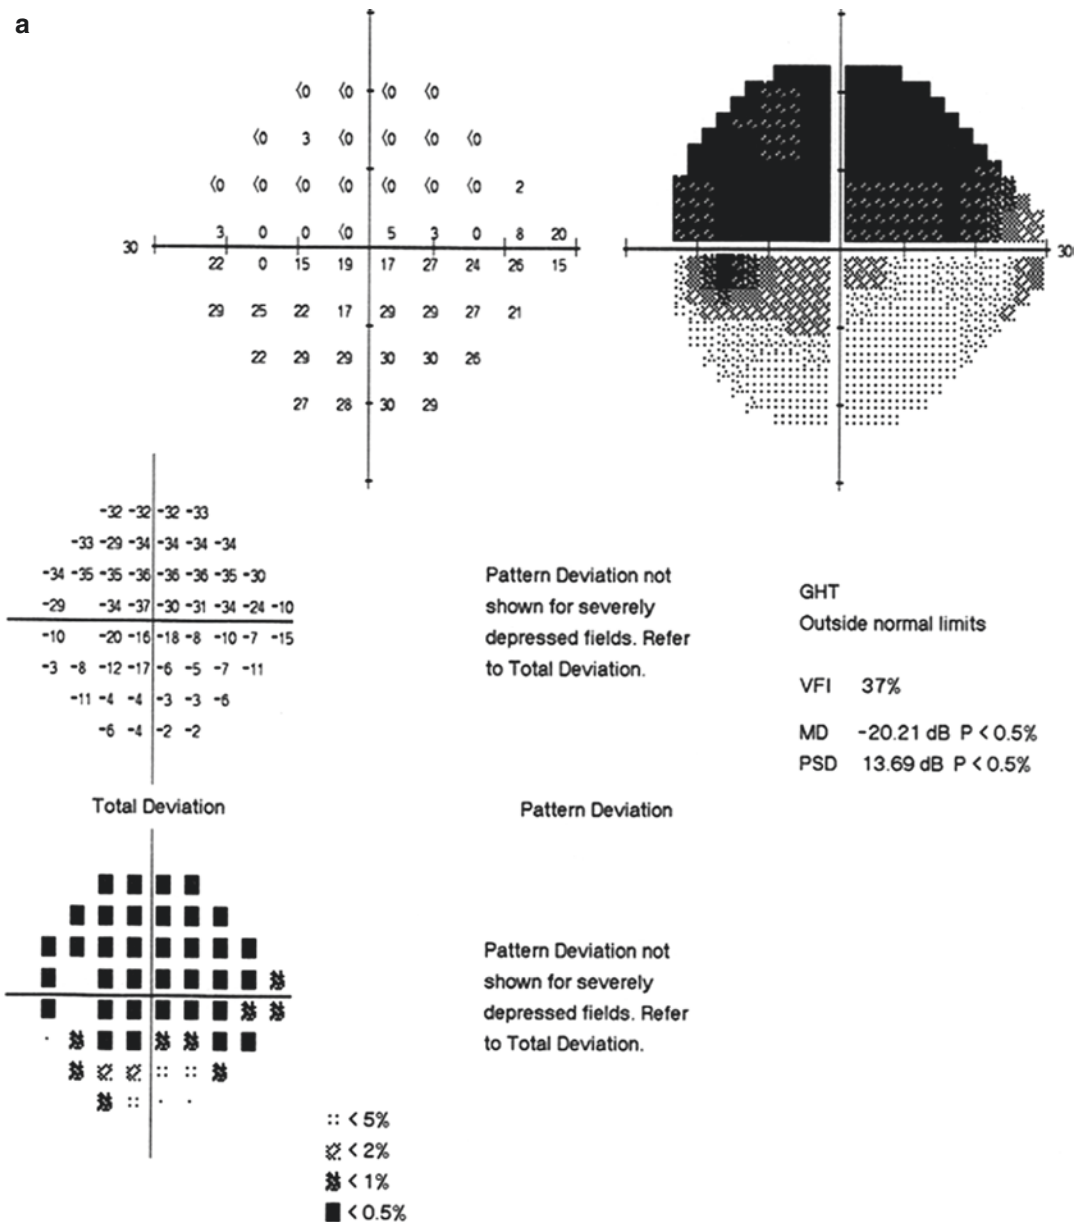 a
〈0 〈0 〈0 〈0
〈0 3 〈0 〈0 〈0 〈0
〈0 〈0 〈0 〈0 〈0 〈0 〈0 2
3 0 0 〈0 5 3 0 8 20
30 30
22 0 15 19 17 27 24 26 15
29 25 22 17 29 29 27 21
22 29 29 30 30 26
27 28 30 29
-32 -32 -32 -33
-33 -29 -34 -34 -34 -34
-34 -35 -35 -36 -36 -36 -35 -30
-29 -34 -37 -30 -31 -34 -24 -10
-10 -20 -16 -18 -8 -10 -7 -15
-3 -8 -12 -17 -6 -5 -7 -11
-11 -4 -4 -3 -3 -6
-6 -4 -2 -2
Total Deviation
Pattern Deviation not
shown for severely
depressed fields. Refer
to Total Deviation.
Pattern Deviation
GHT
Outside normal limits
VFI 37%
MD -20.21 dB P < 0.5%
PSD 13.69 dB P < 0.5%
Pattern Deviation not
shown for severely
depressed fields. Refer
to Total Deviation.
:: < 5%
< 2%
< 1%
< 0.5%